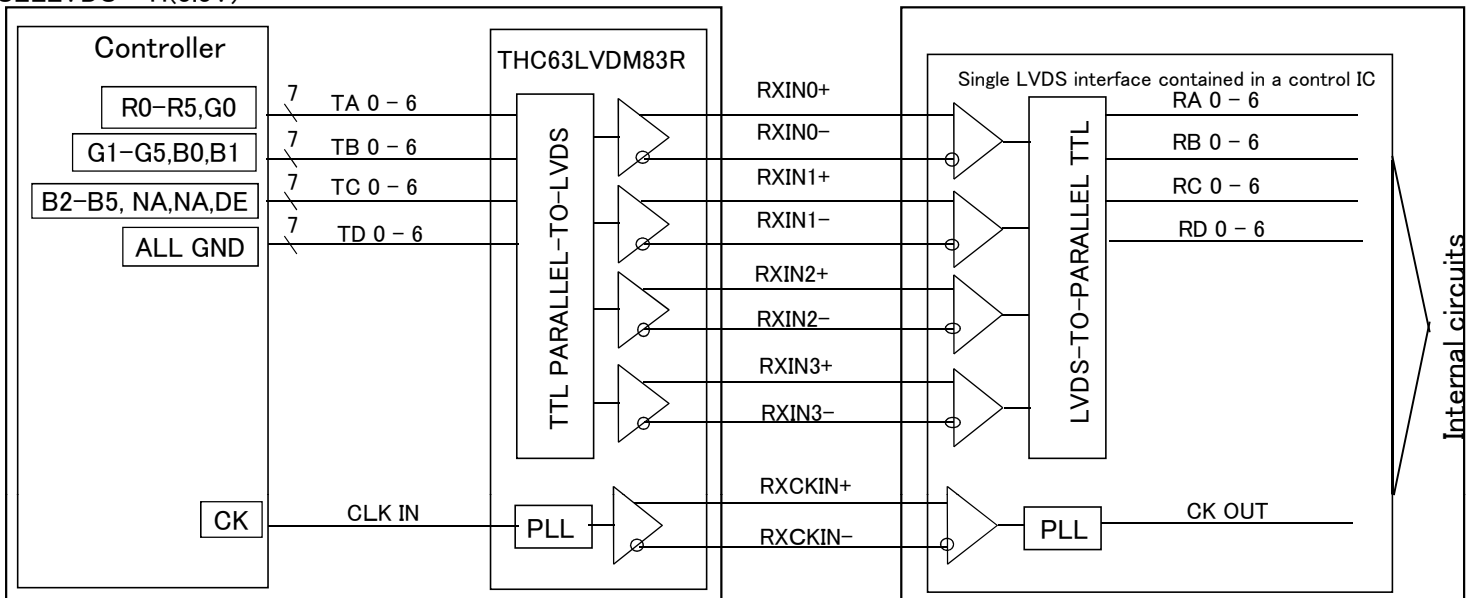 Controller
THC63LVDM83R
Single LVDS interface contained in a control IC
R0-R5,G0
7
TA 0 - 6
RXIN0+
RA 0 - 6
G1-G5,B0,B1
7
TB 0 - 6
RXIN0-
RB 0 - 6
B2-B5, NA,NA,DE
7
TC 0 - 6
RXIN1+
RC 0 - 6
ALL GND
7
TD 0 - 6
RXIN1-
RD 0 - 6
TTL PARALLEL-TO-LVDS
RXIN2+
RXIN2-
RXIN3+
RXIN3-
LVDS-TO-PARALLEL TTL
Internal circuits
CK
CLK IN
PLL
RXCKIN+
RXCKIN-
PLL
CK OUT